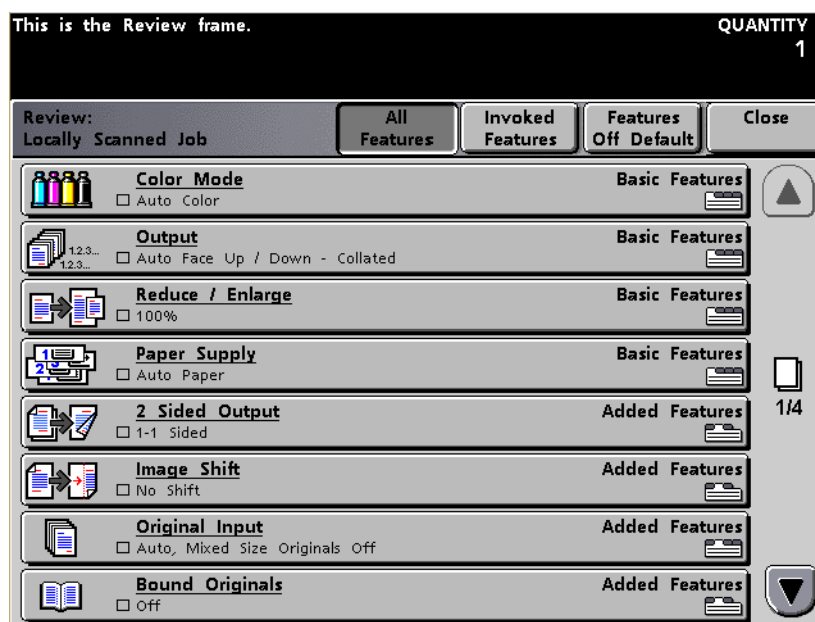 This is the Review frame.
QUANTITY
1
Review:
Locally Scanned Job
All
Features
Invoked
Features
Features
Off Default
Close
Color Mode
Auto Color
Basic Features
1.2.3...
1.2.3...
Output
Auto Face Up / Down - Collated
Basic Features
Reduce / Enlarge
100%
Basic Features
1
2
3
Paper Supply
Auto Paper
Basic Features
2 Sided Output
1-1 Sided
Added Features
Image Shift
No Shift
Added Features
Original Input
Auto, Mixed Size Originals Off
Added Features
Bound Originals
Off
Added Features
1/4